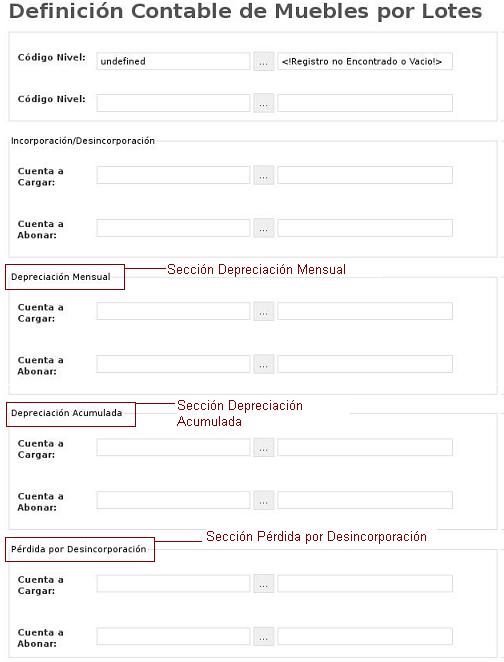 Definición Contable de Muebles por Lotes
Código Nivel: undefined ... <!Registro no Encontrado o Vacio!>
Código Nivel: ...
Incorporación/Desincorporación
Cuenta a
Cargar: ...
Cuenta a
Abonar: ...
Depreciación Mensual Sección Depreciación Mensual
Cuenta a
Cargar: ...
Cuenta a
Abonar: ...
Depreciación Acumulada Sección Depreciación
Acumulada
Cuenta a
Cargar: ...
Cuenta a
Abonar: ...
Pérdida por Desincorporación Sección Pérdida por Desincorporación
Cuenta a
Cargar: ...
Cuenta a
Abonar: ...